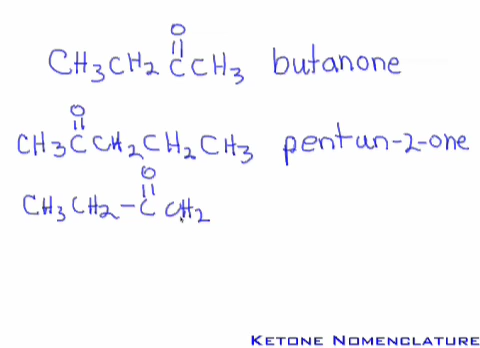 O
CH3CH2CCH3 butanone
O
CH3CCH2CH2CH3 pentan-2-one
O
CH3CH2-C CH2
KETONE NOMENCLATURE